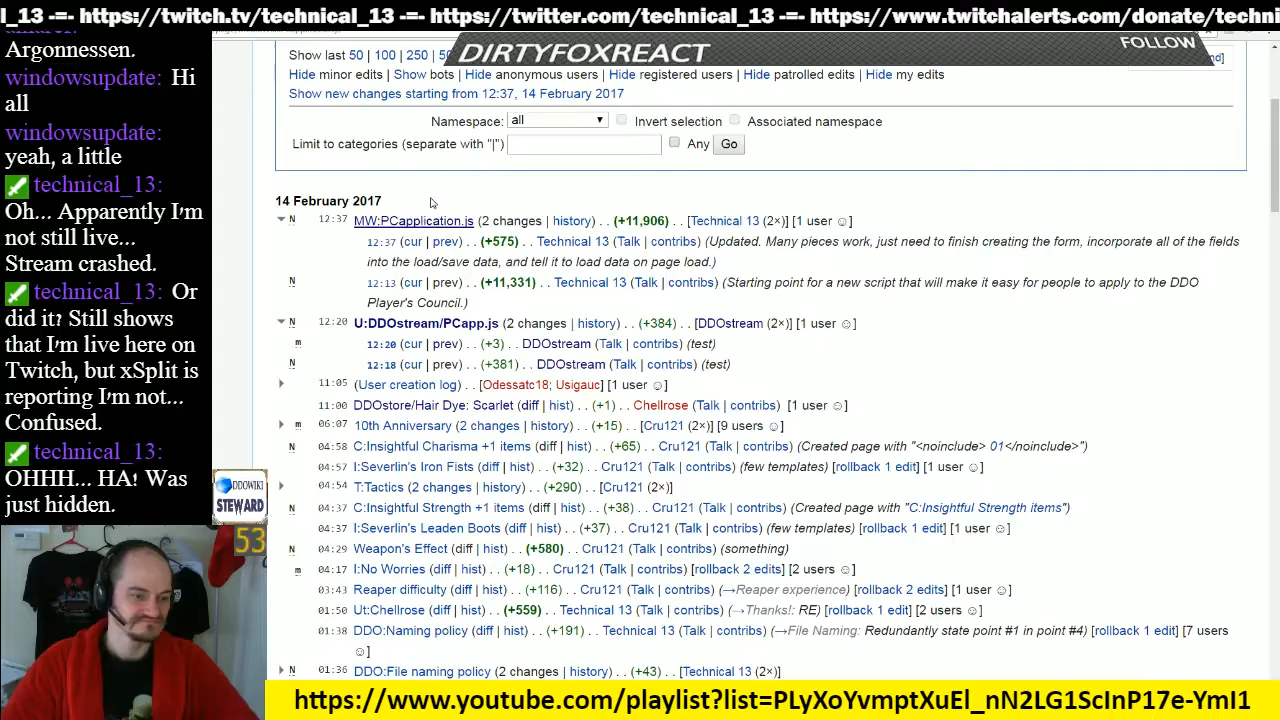 l_13 -=- https://twitch.tv/technical_13 -=- https://twitter.com/technical_13 -=- https://www.twitchalerts.com/donate/techni
Argonnessen.
windowsupdate: Hi
all
windowsupdate:
yeah, a little
technical_13:
Oh... Apparently I'm
not still live...
Stream crashed.
technical_13: Or
did it? Still shows
that I'm live here on
Twitch, but xSplit is
reporting I'm not...
Confused.
technical_13:
OHHH... HA! Was
just hidden.
DDOWIKI
STEWARD
53
DIRTYFOXREACT
FOLLOW
Show last 50 | 100 | 250 | 50
Hide minor edits | Show bots | Hide anonymous users | Hide registered users | Hide patrolled edits | Hide my edits
Show new changes starting from 12:37, 14 February 2017
Namespace: all Invert selection Associated namespace
Limit to categories (separate with "|") Any Go
14 February 2017
N 12:37 MW:PCapplication.js (2 changes | history) . . (+11,906) . . [Technical 13 (2×)] [1 user ☺]
12:37 (cur | prev) . . (+575) . . Technical 13 (Talk | contribs) (Updated. Many pieces work, just need to finish creating the form, incorporate all of the fields
into the load/save data, and tell it to load data on page load.)
N 12:13 (cur | prev) . . (+11,331) . . Technical 13 (Talk | contribs) (Starting point for a new script that will make it easy for people to apply to the DDO
Player's Council.)
N 12:20 U:DDOstream/PCapp.js (2 changes | history) . . (+384) . . [DDOstream (2×)] [1 user ☺]
m 12:20 (cur | prev) . . (+3) . . DDOstream (Talk | contribs) (test)
N 12:18 (cur | prev) . . (+381) . . DDOstream (Talk | contribs) (test)
11:05 (User creation log) . . [Odessatc18; Usigauc] [1 user ☺]
11:00 DDOstore/Hair Dye: Scarlet (diff | hist) . . (+1) . . Chellrose (Talk | contribs) [1 user ☺]
m 06:07 10th Anniversary (2 changes | history) . . (+15) . . [Cru121 (2×)] [9 users ☺]
N 04:58 C:Insightful Charisma +1 items (diff | hist) . . (+65) . . Cru121 (Talk | contribs) (Created page with "<noinclude> 01</noinclude>")
04:57 I:Severlin's Iron Fists (diff | hist) . . (+32) . . Cru121 (Talk | contribs) (few templates) [rollback 1 edit] [1 user ☺]
04:54 T:Tactics (2 changes | history) . . (+290) . . [Cru121 (2×)]
N 04:37 C:Insightful Strength +1 items (diff | hist) . . (+38) . . Cru121 (Talk | contribs) (Created page with "C:Insightful Strength items")
04:37 I:Severlin's Leaden Boots (diff | hist) . . (+37) . . Cru121 (Talk | contribs) (few templates) [rollback 1 edit] [1 user ☺]
N 04:29 Weapon's Effect (diff | hist) . . (+580) . . Cru121 (Talk | contribs) (something)
m 04:17 I:No Worries (diff | hist) . . (+18) . . Cru121 (Talk | contribs) [rollback 2 edits] [2 users ☺]
03:43 Reaper difficulty (diff | hist) . . (+116) . . Cru121 (Talk | contribs) (→Reaper experience) [rollback 2 edits] [1 user ☺]
01:50 Ut:Chellrose (diff | hist) . . (+559) . . Technical 13 (Talk | contribs) (→Thanks!: RE) [rollback 1 edit] [2 users ☺]
01:38 DDO:Naming policy (diff | hist) . . (+191) . . Technical 13 (Talk | contribs) (→File Naming: Redundantly state point #1 in point #4) [rollback 1 edit] [7 users
☺]
N 01:36 DDO:File naming policy (2 changes | history) . . (+43) . . [Technical 13 (2×)]
https://www.youtube.com/playlist?list=PLyXoYvmptXuEl_nN2LG1ScInP17e-YmI1